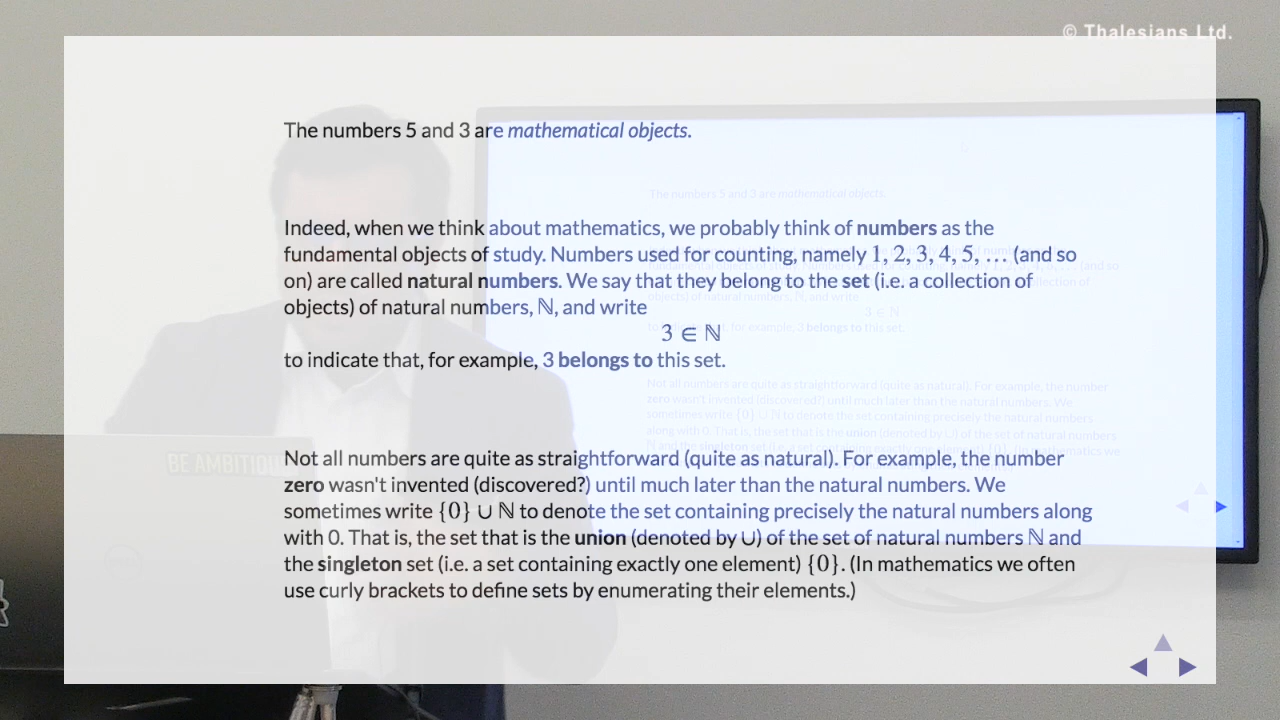 © Thalesians Ltd.
The numbers 5 and 3 are mathematical objects.
Indeed, when we think about mathematics, we probably think of numbers as the
fundamental objects of study. Numbers used for counting, namely 1, 2, 3, 4, 5, … (and so
on) are called natural numbers. We say that they belong to the set (i.e. a collection of
objects) of natural numbers, ℕ, and write
3 ∈ ℕ
to indicate that, for example, 3 belongs to this set.
Not all numbers are quite as straightforward (quite as natural). For example, the number
zero wasn't invented (discovered?) until much later than the natural numbers. We
sometimes write {0} ∪ ℕ to denote the set containing precisely the natural numbers along
with 0. That is, the set that is the union (denoted by ∪) of the set of natural numbers ℕ and
the singleton set (i.e. a set containing exactly one element) {0}. (In mathematics we often
use curly brackets to define sets by enumerating their elements.)
BE AMBITIOU